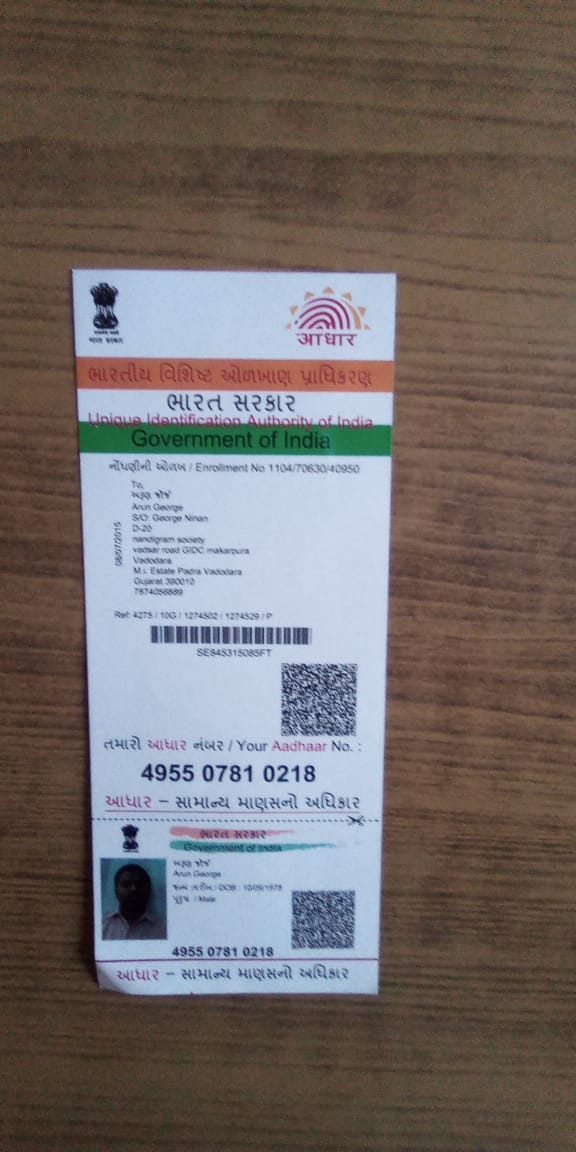 भारत सरकार
આધાર
ભારતીય વિશિષ્ટ ઓળખાણ પ્રાધિકરણ
ભારત સરકાર
Unique Identification Authority of India
Government of India
નોંધણીની ઓળખ / Enrollment No 1104/70630/40950
To,
અરૂણ જોર્જ
Arun George
S/O: George Ninan
D-20
nandigram society
vadsar road GIDC makarpura
Vadodara
M.i. Estate Padra Vadodara
Gujarat 390010
7874056889
08/07/2015
Ref: 4275 / 10G / 1274502 / 1274529 / P
SE845315085FT
તમારો આધાર નંબર / Your Aadhaar No. :
4955 0781 0218
આધાર – સામાન્ય માણસનો અધિકાર
ભારત સરકાર
Government of India
અરૂણ જોર્જ
Arun George
જન્મ તારીખ / DOB : 10/09/1978
પુરુષ / Male
4955 0781 0218
આધાર – સામાન્ય માણસનો અધિકાર